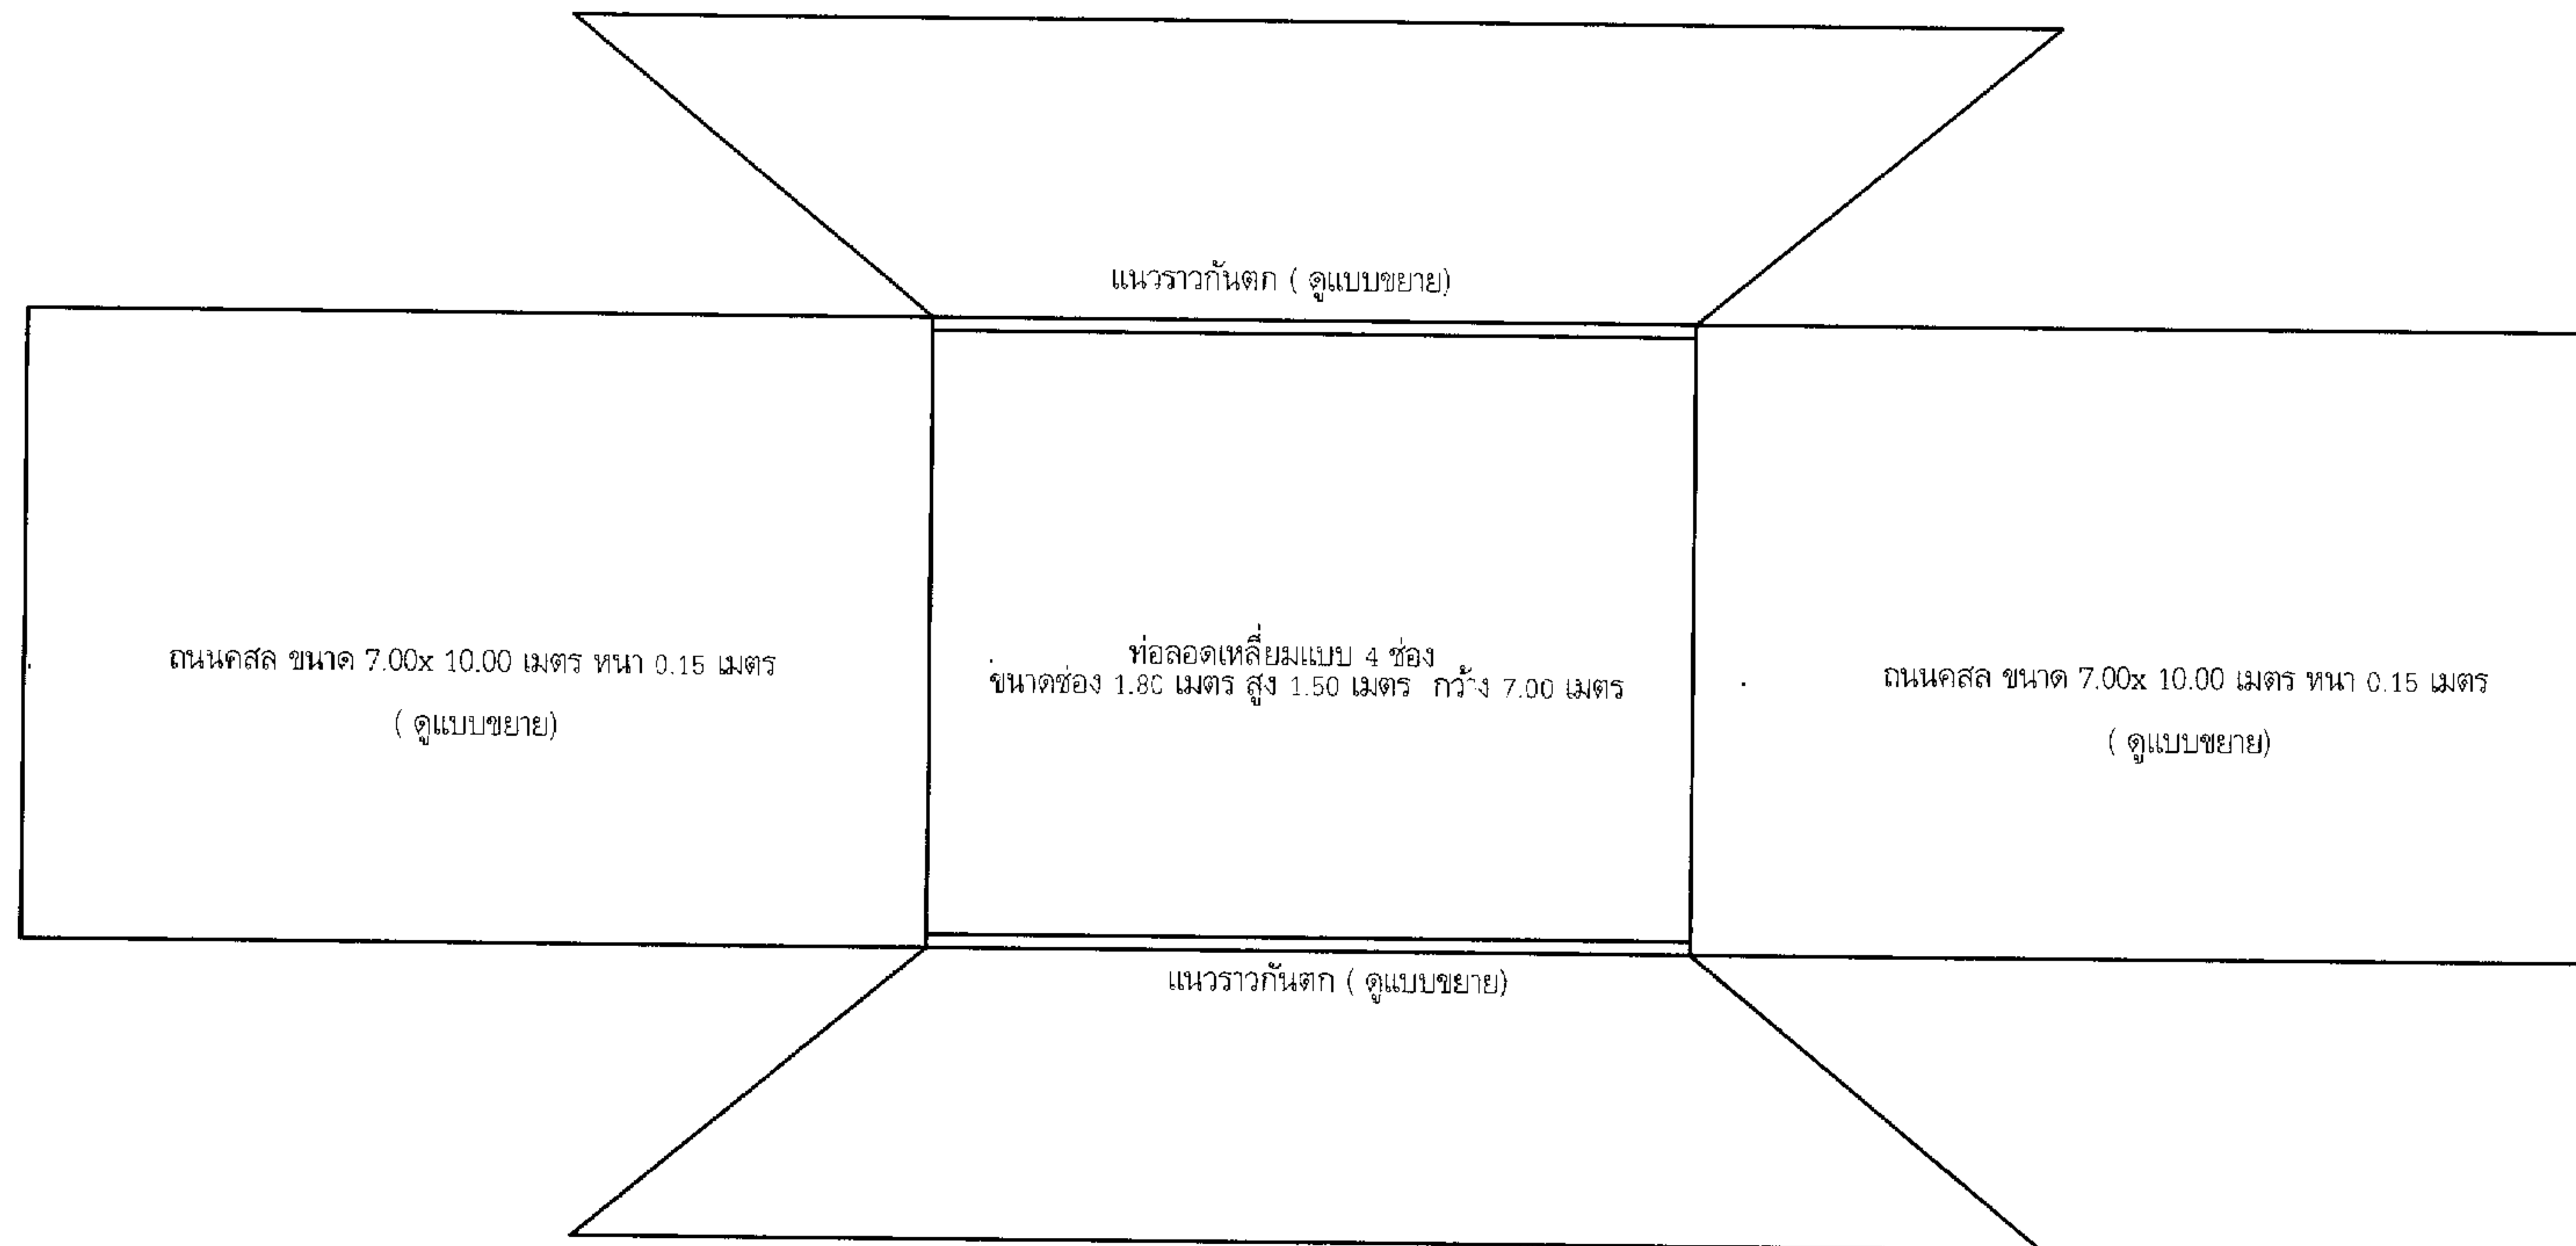 แนวราวกันตก ( ดูแบบขยาย)
ถนนคสล ขนาด 7.00x 10.00 เมตร หนา 0.15 เมตร
( ดูแบบขยาย)
ท่อลอดเหลี่ยมแบบ 4 ช่อง
ขนาดช่อง 1.80 เมตร สูง 1.50 เมตร กว้าง 7.00 เมตร
ถนนคสล ขนาด 7.00x 10.00 เมตร หนา 0.15 เมตร
( ดูแบบขยาย)
แนวราวกันตก ( ดูแบบขยาย)